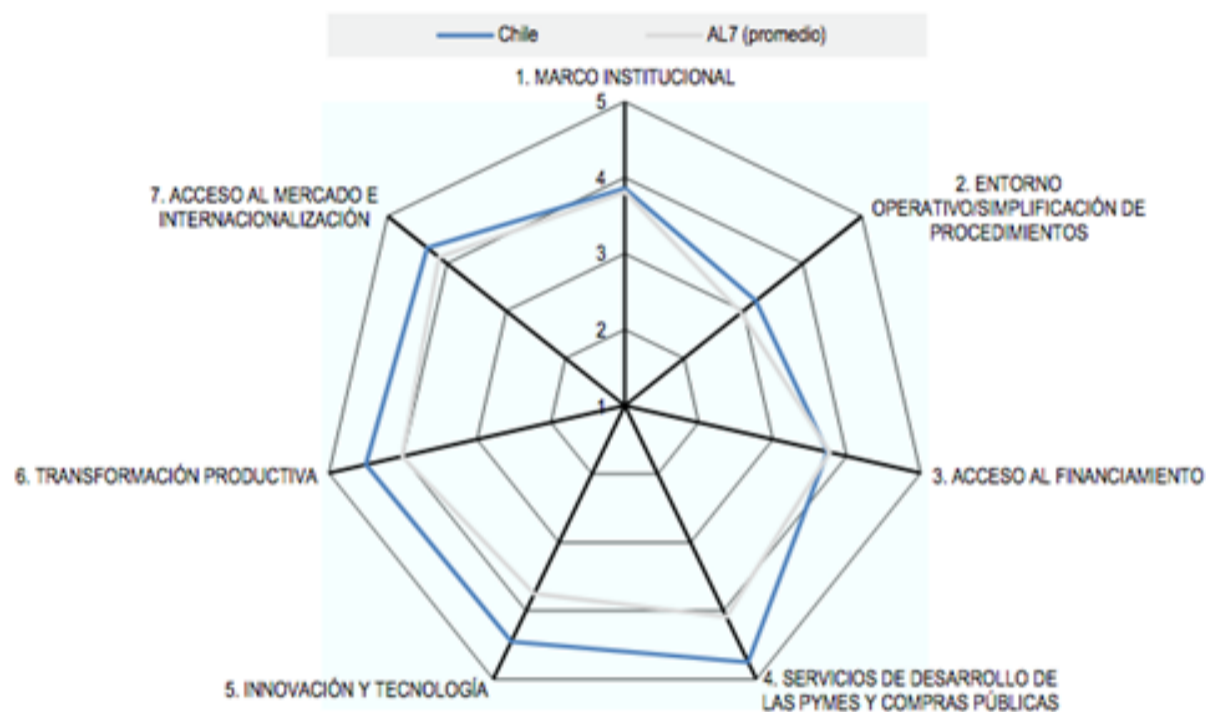 Chile
AL7 (promedio)
1. MARCO INSTITUCIONAL
5
4
3
2
1
2. ENTORNO
OPERATIVO/SIMPLIFICACIÓN DE
PROCEDIMIENTOS
3. ACCESO AL FINANCIAMIENTO
4. SERVICIOS DE DESARROLLO DE
LAS PYMES Y COMPRAS PÚBLICAS
5. INNOVACIÓN Y TECNOLOGÍA
6. TRANSFORMACIÓN PRODUCTIVA
7. ACCESO AL MERCADO E
INTERNACIONALIZACIÓN